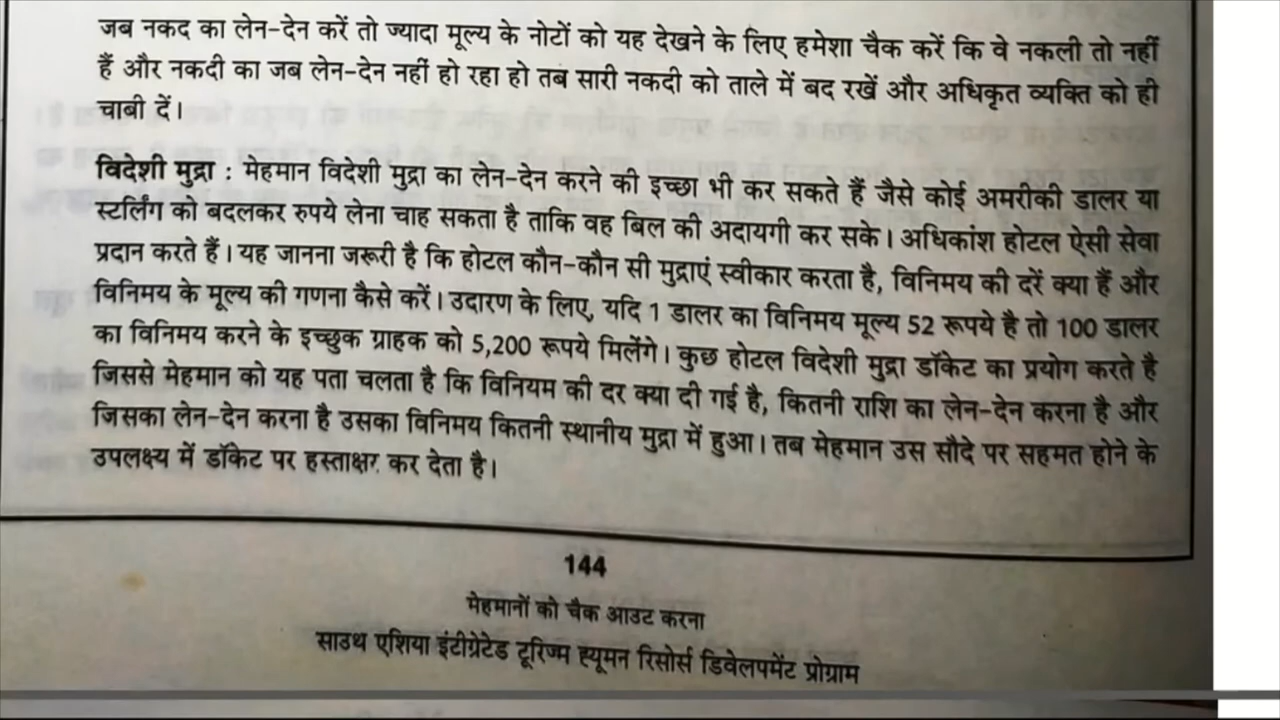 जब नकद का लेन-देन करें तो ज्यादा मूल्य के नोटों को यह देखने के लिए हमेशा चैक करें कि वे नकली तो नहीं
हैं और नकदी का जब लेन-देन नहीं हो रहा हो तब सारी नकदी को ताले में बद रखें और अधिकृत व्यक्ति को ही
चाबी दें।
विदेशी मुद्रा : मेहमान विदेशी मुद्रा का लेन-देन करने की इच्छा भी कर सकते हैं जैसे कोई अमरीकी डालर या
स्टर्लिंग को बदलकर रुपये लेना चाह सकता है ताकि वह बिल की अदायगी कर सके। अधिकांश होटल ऐसी सेवा
प्रदान करते हैं। यह जानना जरूरी है कि होटल कौन-कौन सी मुद्राएं स्वीकार करता है, विनिमय की दरें क्या हैं और
विनिमय के मूल्य की गणना कैसे करें। उदारण के लिए, यदि 1 डालर का विनिमय मूल्य 52 रूपये है तो 100 डालर
का विनिमय करने के इच्छुक ग्राहक को 5,200 रूपये मिलेंगे। कुछ होटल विदेशी मुद्रा डॉकेट का प्रयोग करते है
जिससे मेहमान को यह पता चलता है कि विनियम की दर क्या दी गई है, कितनी राशि का लेन-देन करना है और
जिसका लेन-देन करना है उसका विनिमय कितनी स्थानीय मुद्रा में हुआ। तब मेहमान उस सौदे पर सहमत होने के
उपलक्ष्य में डॉकेट पर हस्ताक्षर कर देता है।
144
मेहमानों को चैक आउट करना
साउथ एशिया इंटीग्रेटेड टूरिज्म ह्यूमन रिसोर्स डिवेलपमेंट प्रोग्राम